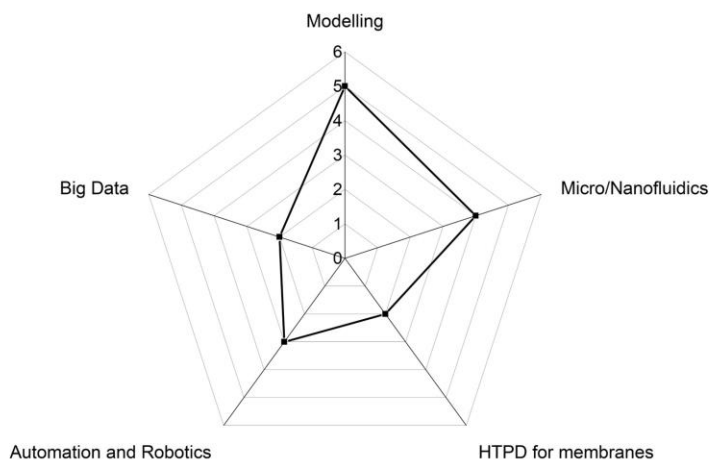 Modelling
6
5
4
3
2
1
0
Big Data
Micro/Nanofluidics
Automation and Robotics
HTPD for membranes